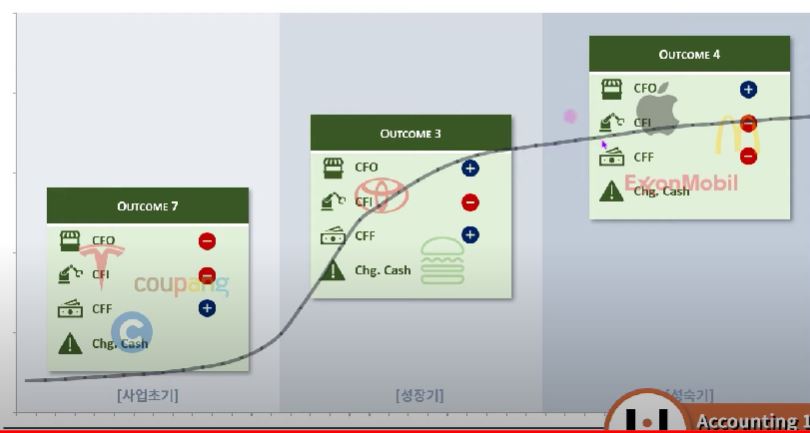 OUTCOME 7
CFO
CFI
CFF
Chg. Cash
coupang
C
[사업초기]
OUTCOME 3
CFO
CFI
CFF
Chg. Cash
[성장기]
OUTCOME 4
CFO
CFI
CFF
Chg. Cash
ExxonMobil
[성숙기]
Accounting 1